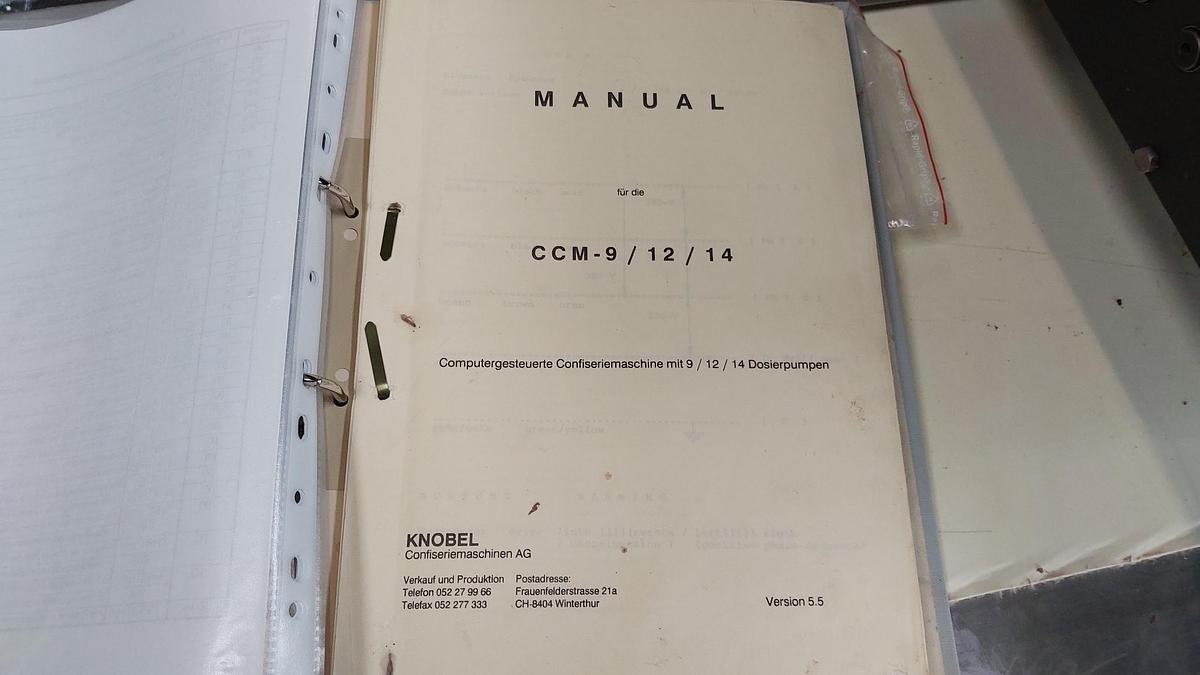 MANUAL
für die
CCM-9 / 12 / 14
Computergesteuerte Confiseriemaschine mit 9 / 12 / 14 Dosierpumpen
KNOBEL
Confiseriemaschinen AG
Verkauf und Produktion Postadresse:
Telefon 052 27 99 66 Frauenfelderstrasse 21a
Telefax 052 277 333 CH-8404 Winterthur
Version 5.5